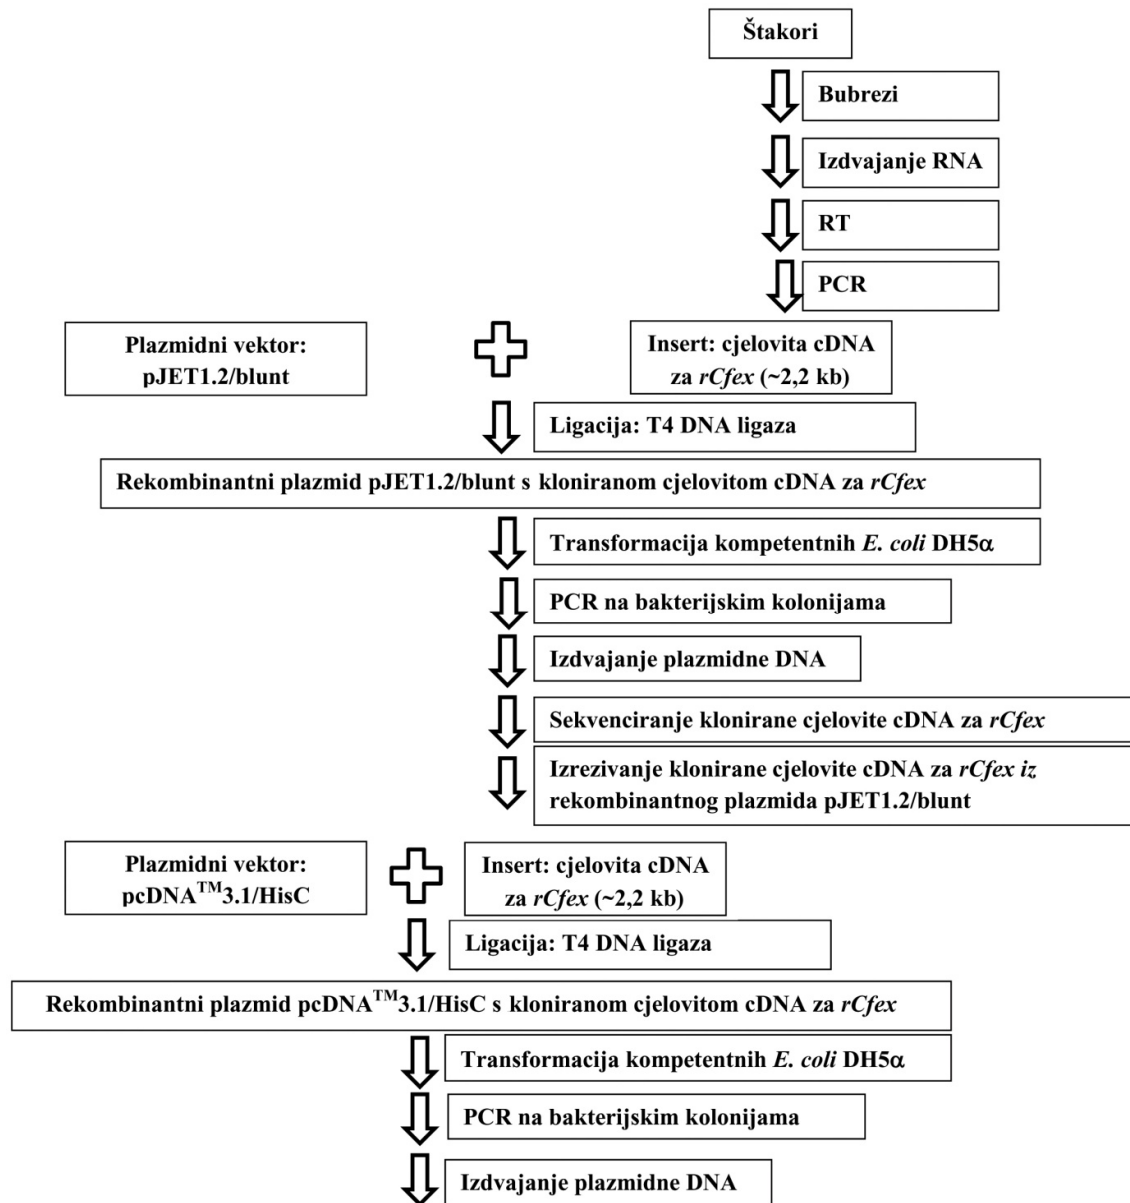 Štakori
Bubrezi
Izdvajanje RNA
RT
PCR
Plazmidni vektor:
pJET1.2/blunt
Insert: cjelovita cDNA
za rCfex (~2,2 kb)
Ligacija: T4 DNA ligaza
Rekombinantni plazmid pJET1.2/blunt s kloniranom cjelovitom cDNA za rCfex
Transformacija kompetentnih E. coli DH5α
PCR na bakterijskim kolonijama
Izdvajanje plazmidne DNA
Sekvenciranje klonirane cjelovite cDNA za rCfex
Izrezivanje klonirane cjelovite cDNA za rCfex iz
rekombinantnog plazmida pJET1.2/blunt
Plazmidni vektor:
pcDNA™3.1/HisC
Insert: cjelovita cDNA
za rCfex (~2,2 kb)
Ligacija: T4 DNA ligaza
Rekombinantni plazmid pcDNA™3.1/HisC s kloniranom cjelovitom cDNA za rCfex
Transformacija kompetentnih E. coli DH5α
PCR na bakterijskim kolonijama
Izdvajanje plazmidne DNA